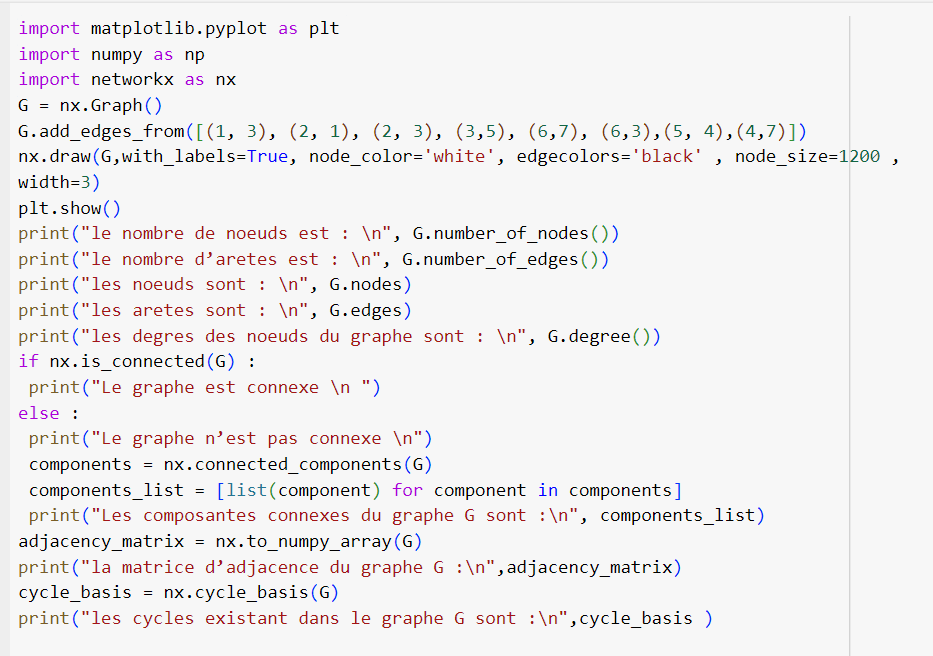 import matplotlib.pyplot as plt
import numpy as np
import networkx as nx
G = nx.Graph()
G.add_edges_from([(1, 3), (2, 1), (2, 3), (3,5), (6,7), (6,3),(5, 4),(4,7)])
nx.draw(G,with_labels=True, node_color='white', edgecolors='black' , node_size=1200 ,
width=3)
plt.show()
print("le nombre de noeuds est : \n", G.number_of_nodes())
print("le nombre d’aretes est : \n", G.number_of_edges())
print("les noeuds sont : \n", G.nodes)
print("les aretes sont : \n", G.edges)
print("les degres des noeuds du graphe sont : \n", G.degree())
if nx.is_connected(G) :
 print("Le graphe est connexe \n ")
else :
 print("Le graphe n’est pas connexe \n")
 components = nx.connected_components(G)
 components_list = [list(component) for component in components]
 print("Les composantes connexes du graphe G sont :\n", components_list)
adjacency_matrix = nx.to_numpy_array(G)
print("la matrice d’adjacence du graphe G :\n",adjacency_matrix)
cycle_basis = nx.cycle_basis(G)
print("les cycles existant dans le graphe G sont :\n",cycle_basis )